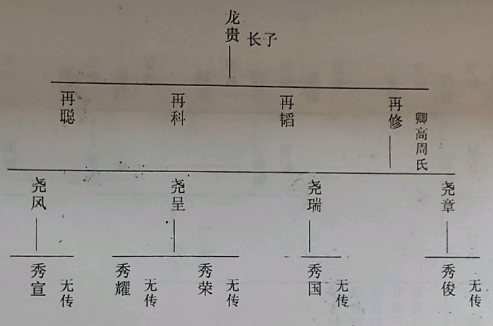 龙贵
长子
再聪
再科
再韬
再修
卿高周氏
尧风
尧呈
尧瑞
尧章
秀宣
无传
秀耀
无传
秀荣
无传
秀国
无传
秀俊
无传